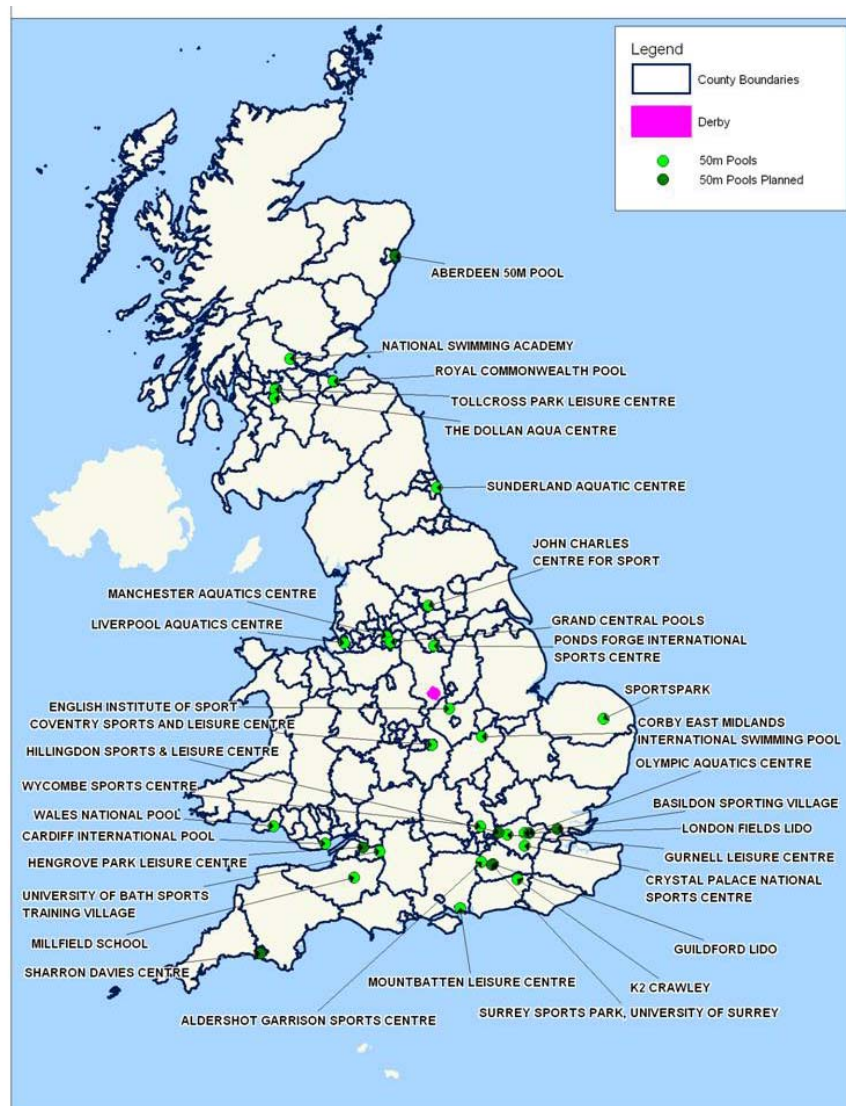 Legend
County Boundaries
Derby
50m Pools
50m Pools Planned
ABERDEEN 50M POOL
NATIONAL SWIMMING ACADEMY
ROYAL COMMONWEALTH POOL
TOLLCROSS PARK LEISURE CENTRE
THE DOLLAN AQUA CENTRE
SUNDERLAND AQUATIC CENTRE
JOHN CHARLES
CENTRE FOR SPORT
MANCHESTER AQUATICS CENTRE
LIVERPOOL AQUATICS CENTRE
GRAND CENTRAL POOLS
PONDS FORGE INTERNATIONAL
SPORTS CENTRE
ENGLISH INSTITUTE OF SPORT
COVENTRY SPORTS AND LEISURE CENTRE
HILLINGDON SPORTS & LEISURE CENTRE
WYCOMBE SPORTS CENTRE
WALES NATIONAL POOL
CARDIFF INTERNATIONAL POOL
HENGROVE PARK LEISURE CENTRE
UNIVERSITY OF BATH SPORTS
TRAINING VILLAGE
MILLFIELD SCHOOL
SHARRON DAVIES CENTRE
ALDERSHOT GARRISON SPORTS CENTRE
SPORTSPARK
CORBY EAST MIDLANDS
INTERNATIONAL SWIMMING POOL
OLYMPIC AQUATICS CENTRE
BASILDON SPORTING VILLAGE
LONDON FIELDS LIDO
GURNELL LEISURE CENTRE
CRYSTAL PALACE NATIONAL
SPORTS CENTRE
GUILDFORD LIDO
K2 CRAWLEY
SURREY SPORTS PARK, UNIVERSITY OF SURREY
MOUNTBATTEN LEISURE CENTRE